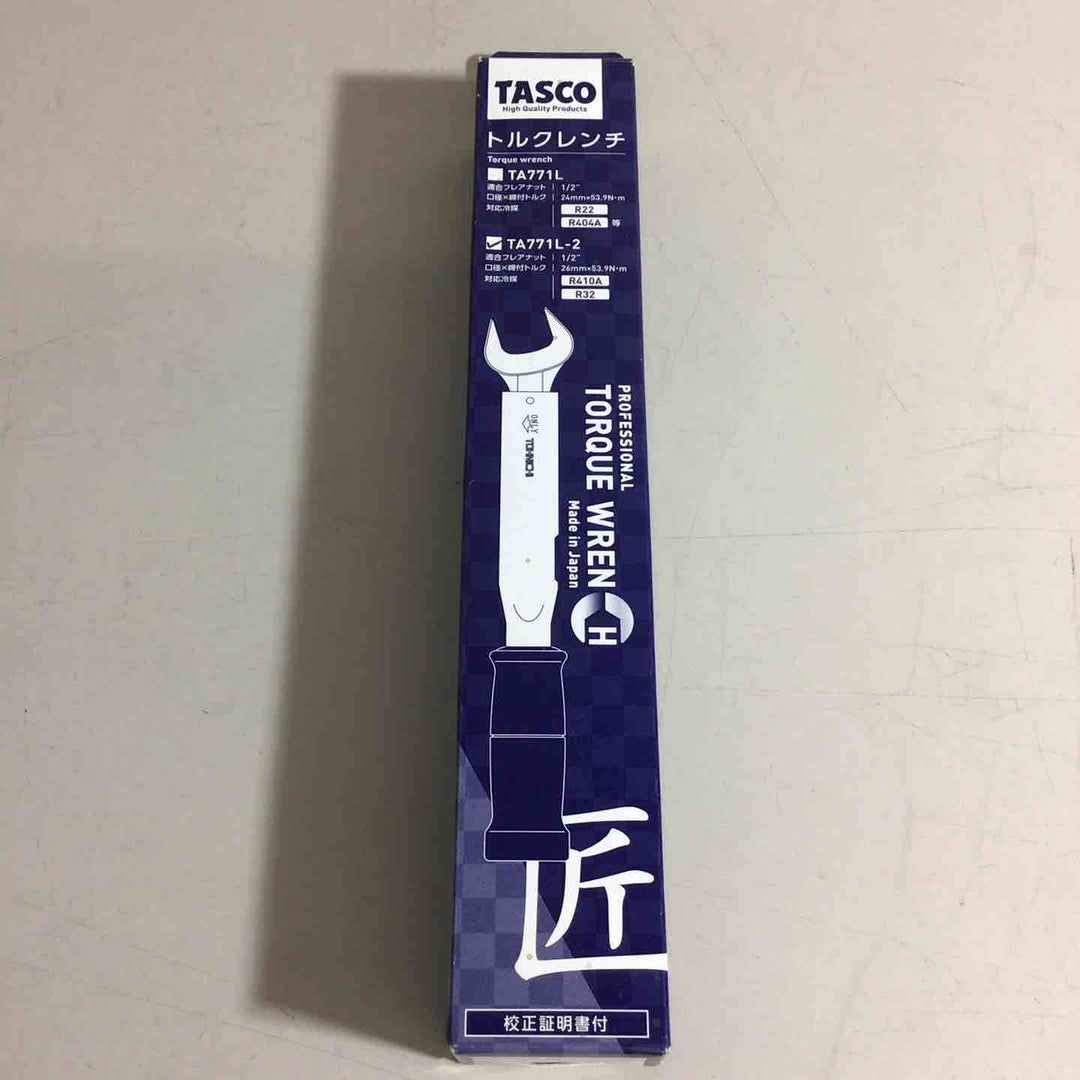 TASCO
High Quality Products
トルクレンチ
Torque wrench
TA771L
適合フレアナット 1/2"
口径×締付トルク 24mm×53.9N・m
対応冷媒 R22
R404A 等
TA771L-2
適合フレアナット 1/2"
口径×締付トルク 26mm×53.9N・m
対応冷媒 R410A
R32
ONLY
TOHNICHI
PROFESSIONAL
TORQUE WRENCH
Made in Japan
匠
校正証明書付